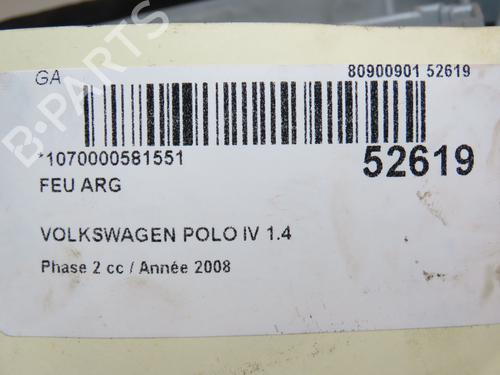 B-PARTS
GA
80900901 52619
*1070000581551
52619
FEU ARG
VOLKSWAGEN POLO IV 1.4
Phase 2 cc / Année 2008